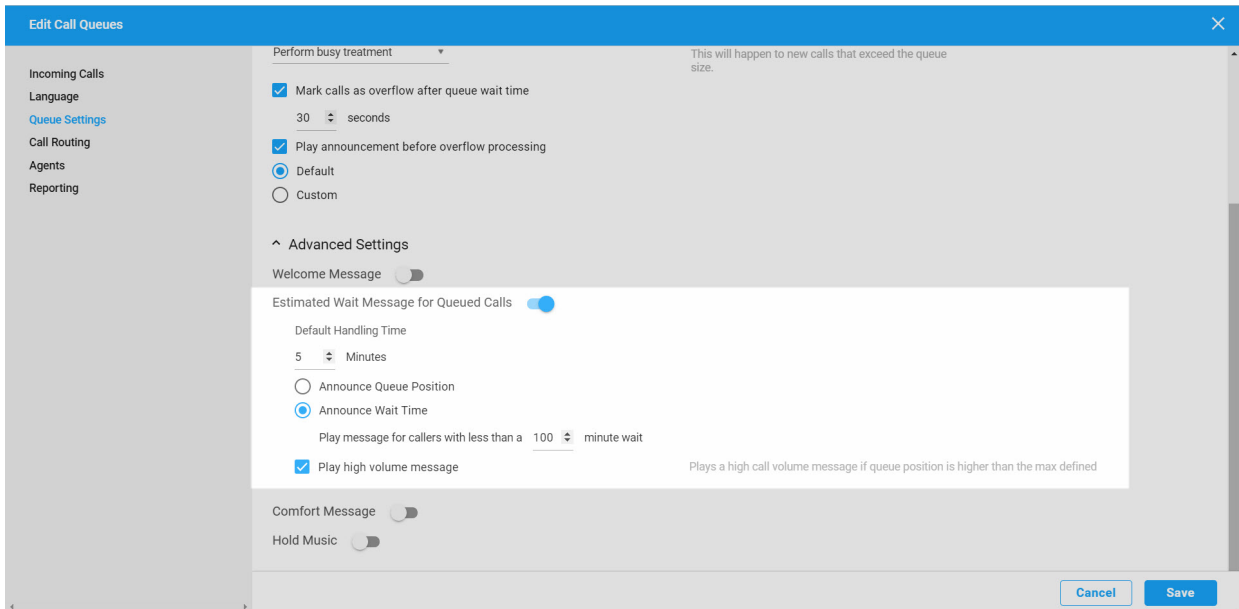 Edit Call Queues
Incoming Calls
Language
Queue Settings
Call Routing
Agents
Reporting
Perform busy treatment
This will happen to new calls that exceed the queue
size.
Mark calls as overflow after queue wait time
30 seconds
Play announcement before overflow processing
Default
Custom
Advanced Settings
Welcome Message
Estimated Wait Message for Queued Calls
Default Handling Time
5 Minutes
Announce Queue Position
Announce Wait Time
Play message for callers with less than a 100 minute wait
Play high volume message
Plays a high call volume message if queue position is higher than the max defined
Comfort Message
Hold Music
Cancel
Save